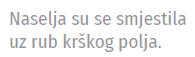 Naselja su se smjestila
uz rub krškog polja.